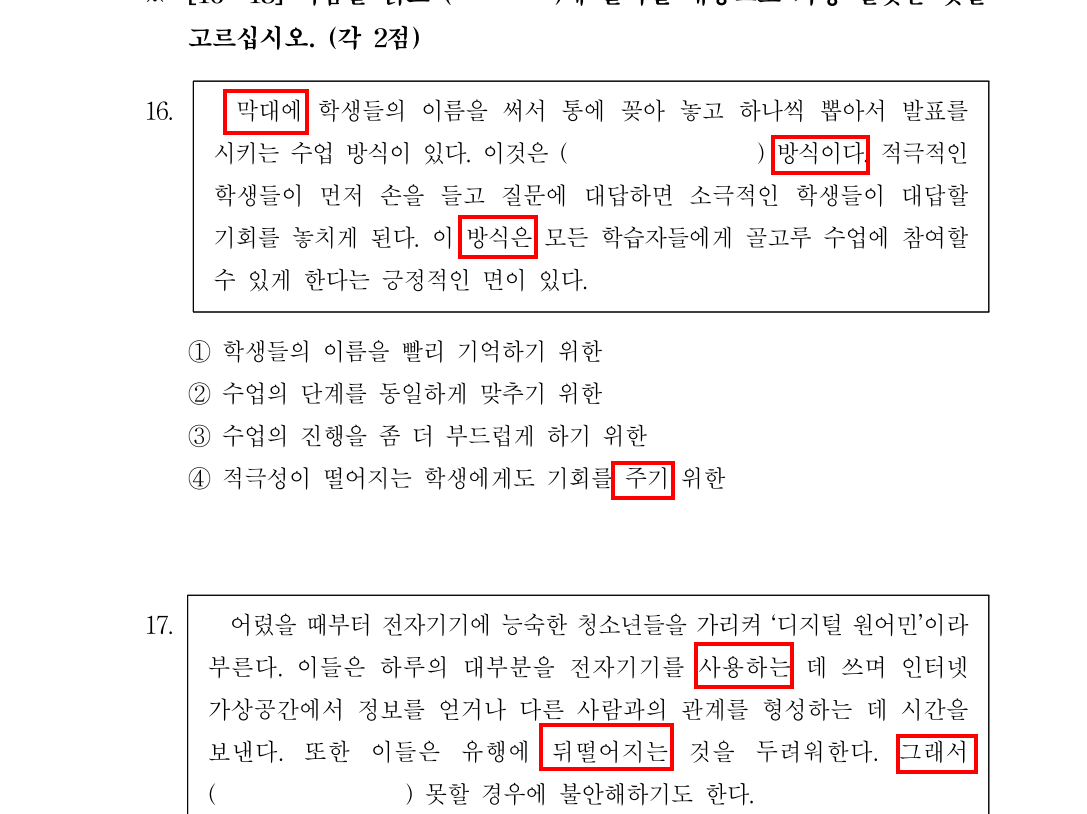 고르십시오. (각 2점)
16. 막대에 학생들의 이름을 써서 통에 꽂아 놓고 하나씩 뽑아서 발표를
시키는 수업 방식이 있다. 이것은 ( ) 방식이다. 적극적인
학생들이 먼저 손을 들고 질문에 대답하면 소극적인 학생들이 대답할
기회를 놓치게 된다. 이 방식은 모든 학습자들에게 골고루 수업에 참여할
수 있게 한다는 긍정적인 면이 있다.
① 학생들의 이름을 빨리 기억하기 위한
② 수업의 단계를 동일하게 맞추기 위한
③ 수업의 진행을 좀 더 부드럽게 하기 위한
④ 적극성이 떨어지는 학생에게도 기회를 주기 위한
17. 어렸을 때부터 전자기기에 능숙한 청소년들을 가리켜 ‘디지털 원어민’이라
부른다. 이들은 하루의 대부분을 전자기기를 사용하는 데 쓰며 인터넷
가상공간에서 정보를 얻거나 다른 사람과의 관계를 형성하는 데 시간을
보낸다. 또한 이들은 유행에 뒤떨어지는 것을 두려워한다. 그래서
( ) 못할 경우에 불안해하기도 한다.